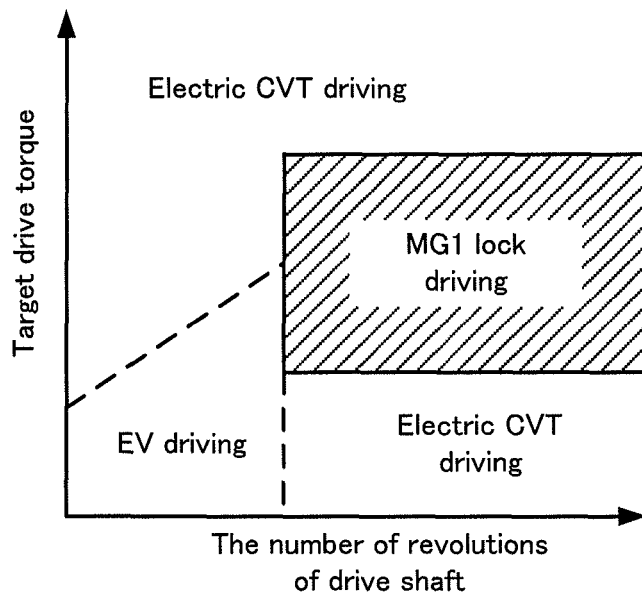 Electric CVT driving
Target drive torque
MG1 lock
driving
EV driving
Electric CVT
driving
The number of revolutions
of drive shaft